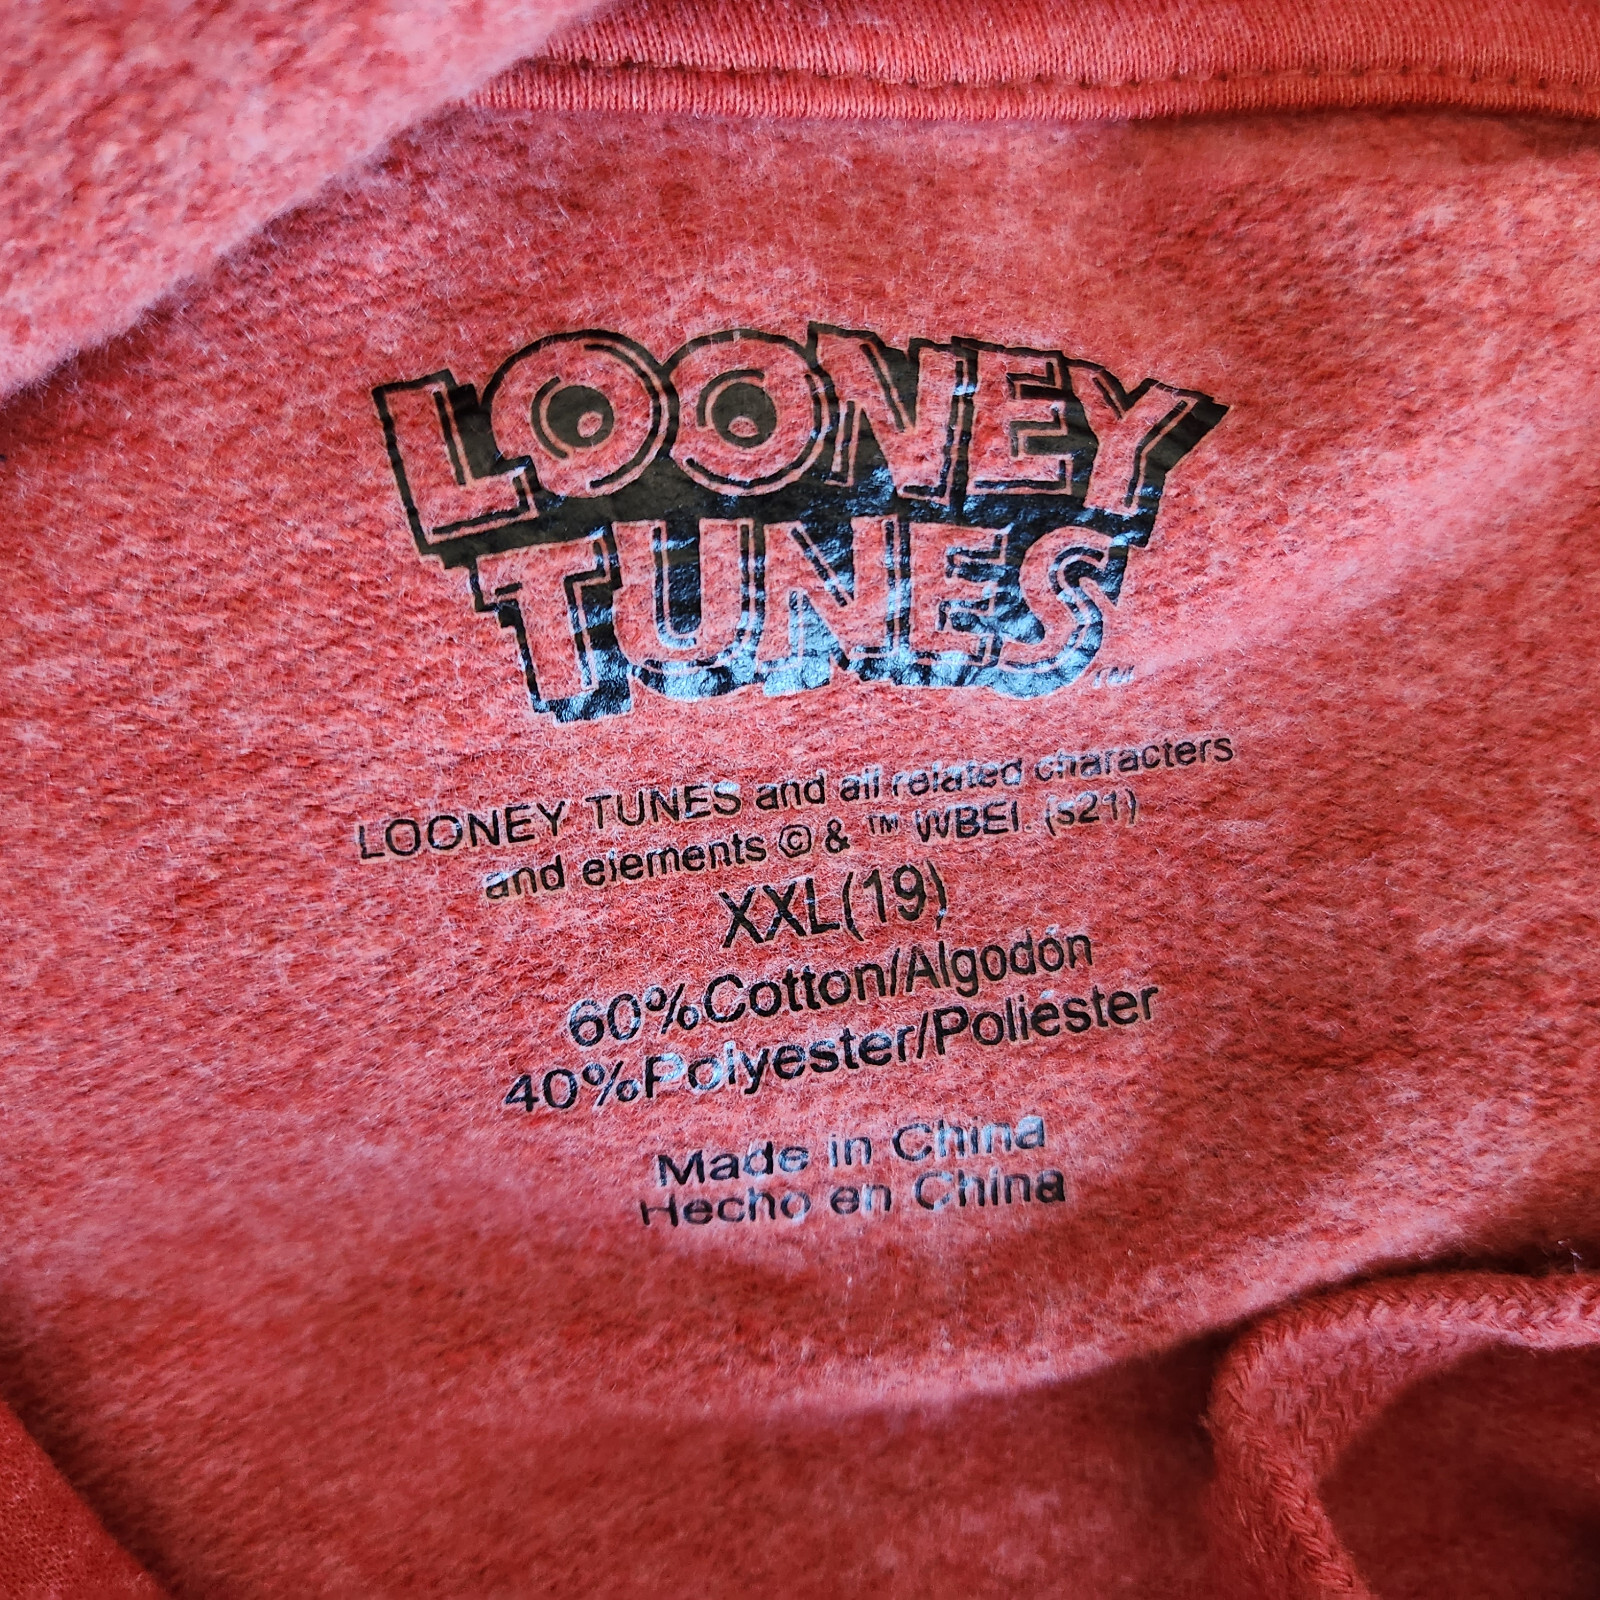 LOONEY
TUNES™
LOONEY TUNES and all related characters
and elements © & ™ WBEI. (s21)
XXL(19)
60%Cotton/Algodón
40%Polyester/Poliéster
Made in China
Hecho en China